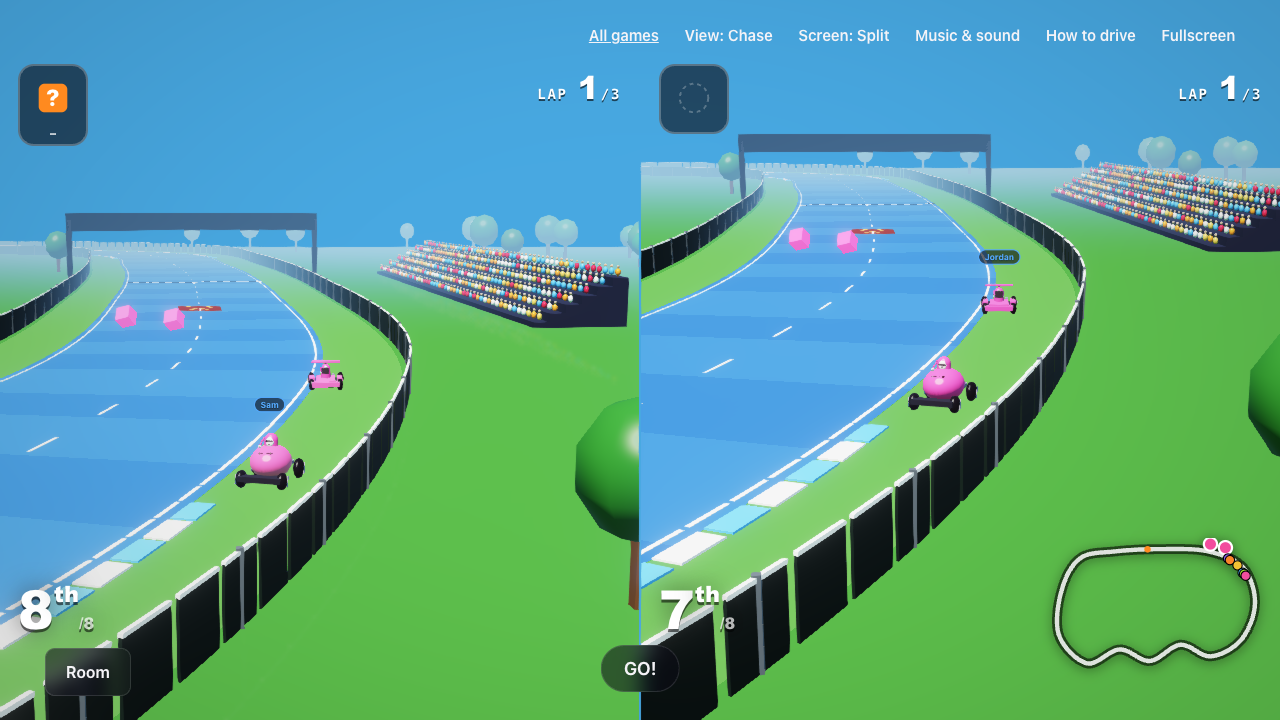 All games View: Chase Screen: Split Music & sound How to drive Fullscreen
?
LAP 1/3
LAP 1/3
Jordan
Sam
8th /8
7th /8
Room
GO!